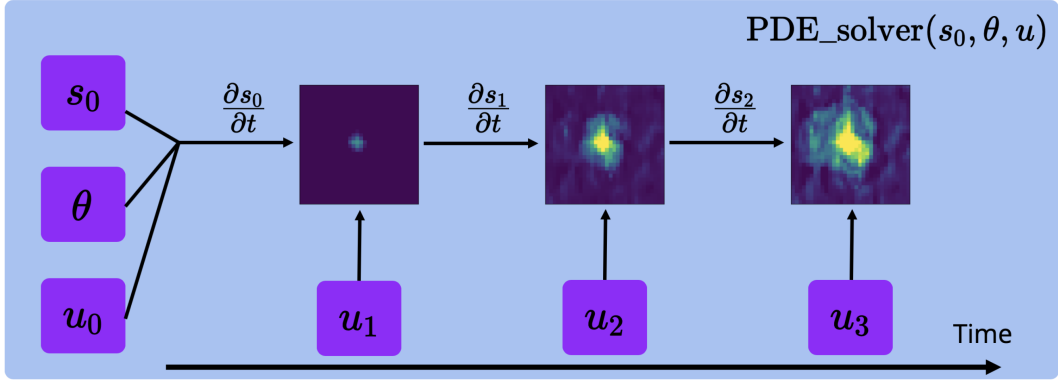 PDE_solver(s₀, θ, u)
s₀
∂s₀/∂t
∂s₁/∂t
∂s₂/∂t
θ
u₀
u₁
u₂
u₃
Time